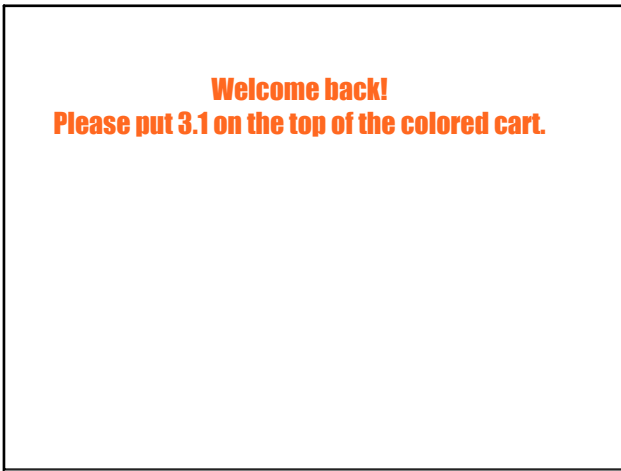 Welcome back!
Please put 3.1 on the top of the colored cart.